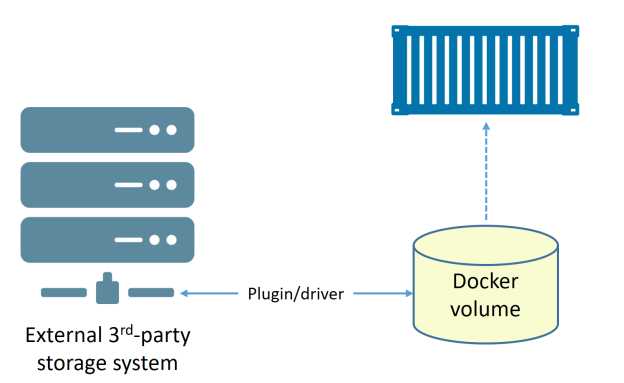 Plugin/driver
Docker
volume
External 3rd-party
storage system